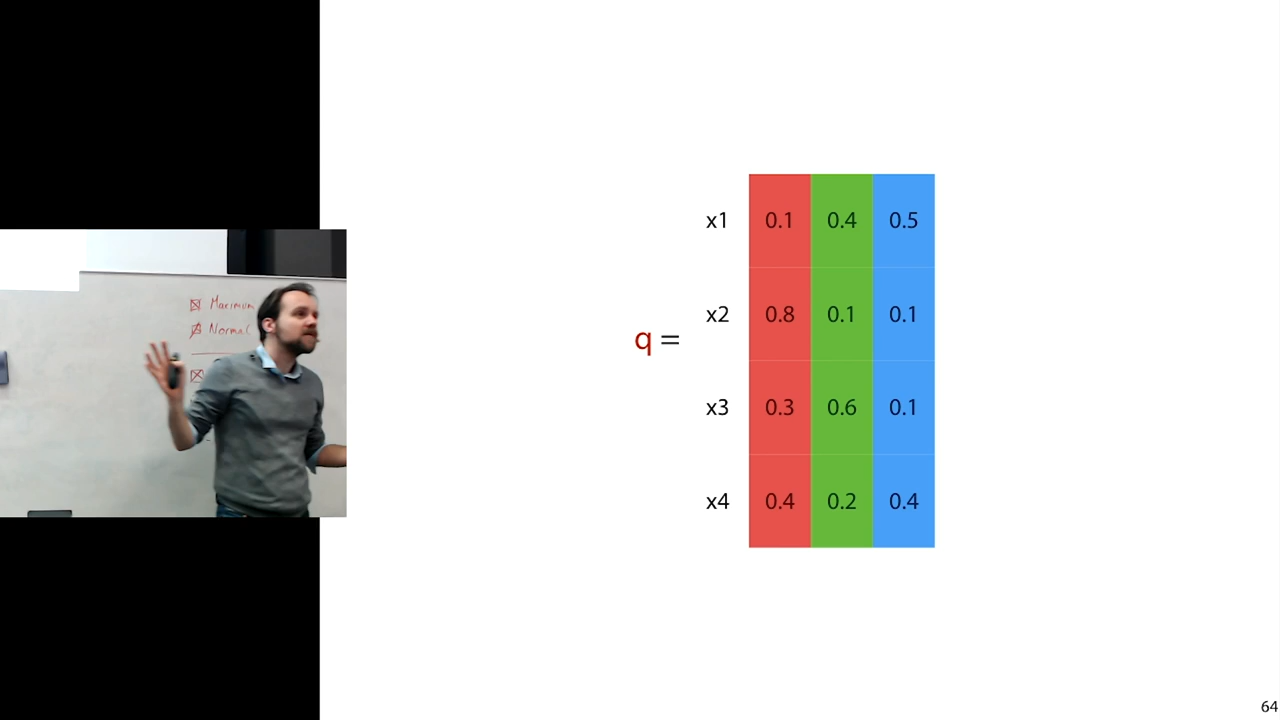 Maximum
Normal
q =
x1 0.1 0.4 0.5
x2 0.8 0.1 0.1
x3 0.3 0.6 0.1
x4 0.4 0.2 0.4
64